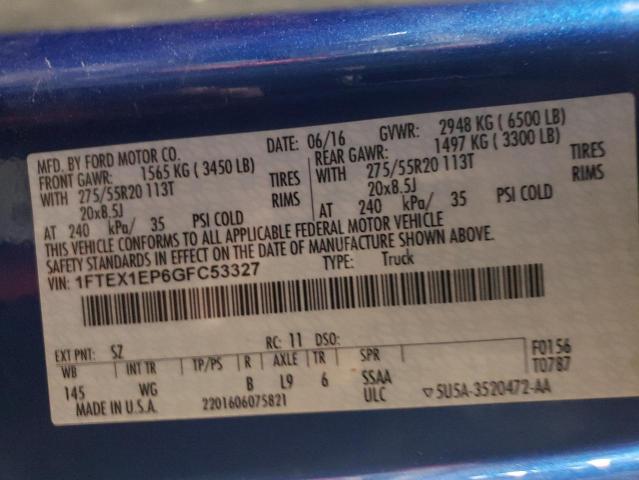 MFD. BY FORD MOTOR CO. DATE: 06/16 GVWR: 2948 KG ( 6500 LB)
FRONT GAWR: 1565 KG ( 3450 LB) REAR GAWR: 1497 KG ( 3300 LB)
WITH 275/55R20 113T TIRES WITH 275/55R20 113T TIRES
20x8.5J RIMS 20x8.5J RIMS
AT 240 kPa/ 35 PSI COLD AT 240 kPa/ 35 PSI COLD
THIS VEHICLE CONFORMS TO ALL APPLICABLE FEDERAL MOTOR VEHICLE
SAFETY STANDARDS IN EFFECT ON THE DATE OF MANUFACTURE SHOWN ABOVE.
VIN: 1FTEX1EP6GFC53327 TYPE: Truck
EXT PNT: SZ RC: 11 DSO: F0156
WB INT TR TP/PS R AXLE TR SPR T0787
145 WG B L9 6 SSAA
ULC ▽5U5A-3520472-AA
MADE IN U.S.A. 2201606075821